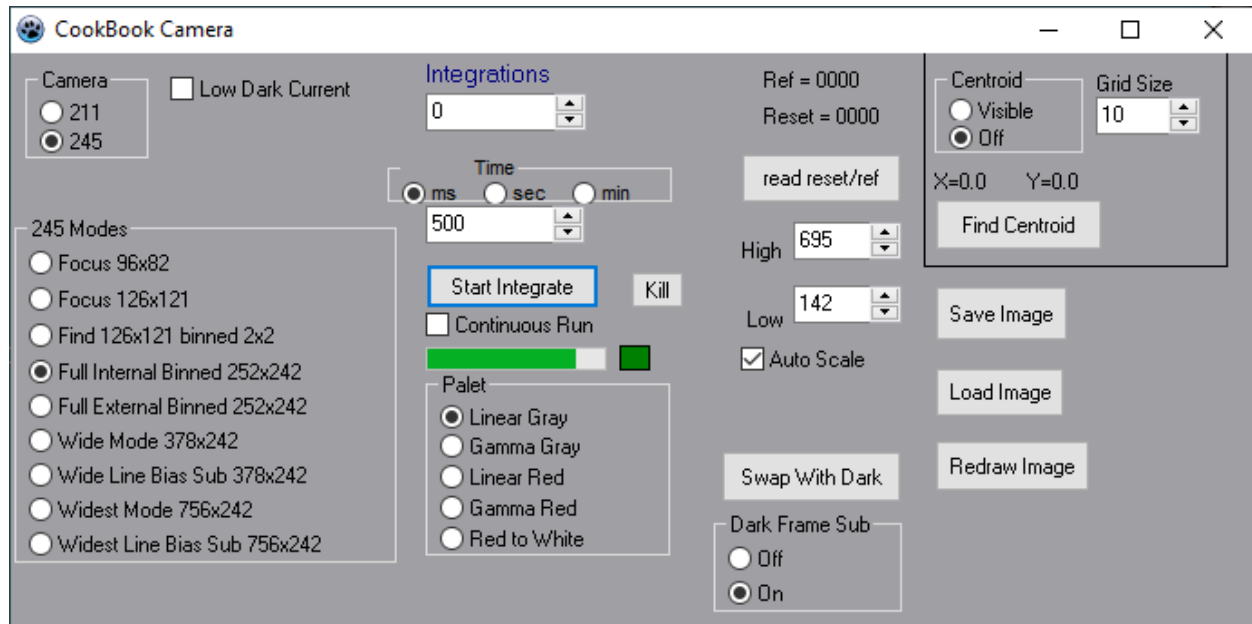 CookBook Camera
Camera
211
245
Low Dark Current
245 Modes
Focus 96x82
Focus 126x121
Find 126x121 binned 2x2
Full Internal Binned 252x242
Full External Binned 252x242
Wide Mode 378x242
Wide Line Bias Sub 378x242
Widest Mode 756x242
Widest Line Bias Sub 756x242
Integrations
0
Time
ms sec min
500
Start Integrate Kill
Continuous Run
Palet
Linear Gray
Gamma Gray
Linear Red
Gamma Red
Red to White
Ref = 0000
Reset = 0000
read reset/ref
High 695
Low 142
Auto Scale
Swap With Dark
Dark Frame Sub
Off
On
Centroid
Visible
Off
Grid Size
10
X=0.0 Y=0.0
Find Centroid
Save Image
Load Image
Redraw Image